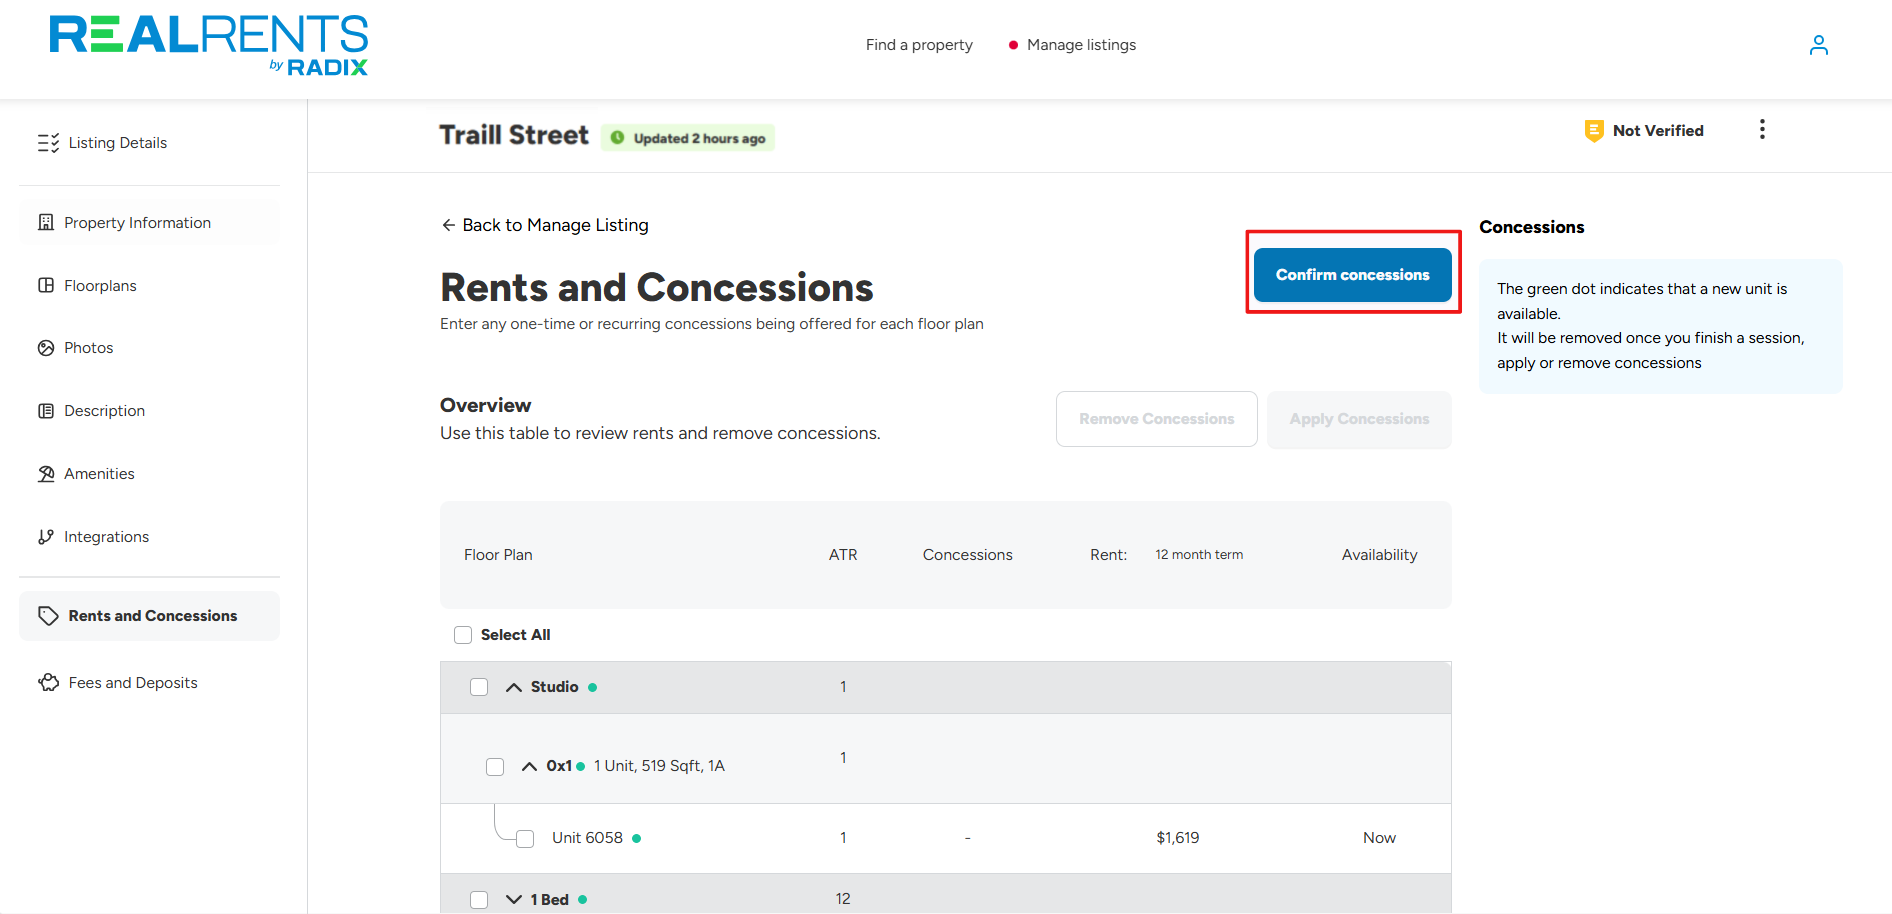 REALRENTS
by RADIX
Find a property
Manage listings
Listing Details
Property Information
Floorplans
Photos
Description
Amenities
Integrations
Rents and Concessions
Fees and Deposits
Traill Street
Updated 2 hours ago
Not Verified
Back to Manage Listing
Rents and Concessions
Enter any one-time or recurring concessions being offered for each floor plan
Confirm concessions
Concessions
The green dot indicates that a new unit is
available.
It will be removed once you finish a session,
apply or remove concessions
Overview
Use this table to review rents and remove concessions.
Remove Concessions
Apply Concessions
Floor Plan ATR Concessions Rent: 12 month term Availability
Select All
Studio 1
0x1 1 Unit, 519 Sqft, 1A 1
Unit 6058 1 - $1,619 Now
1 Bed 12